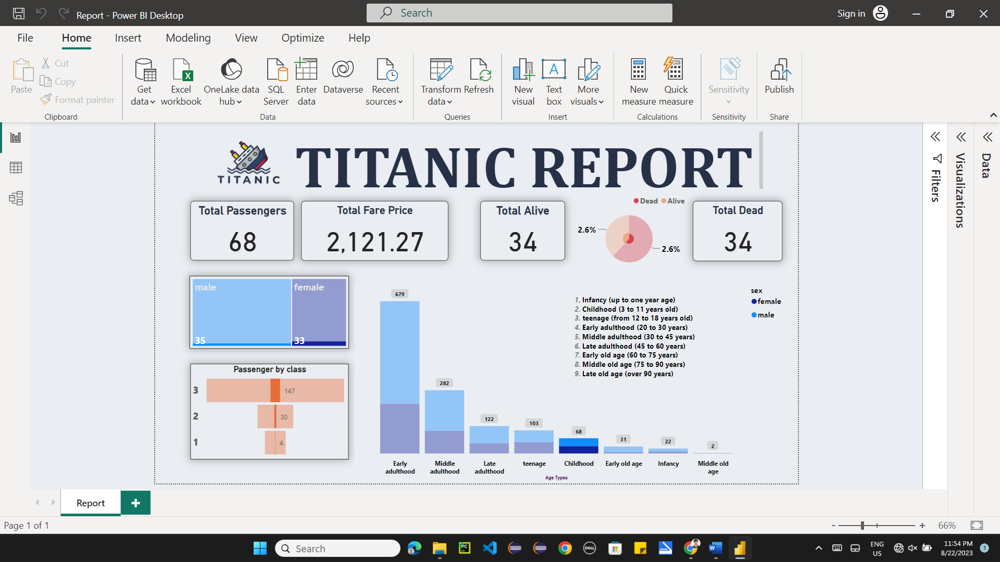 Report - Power BI Desktop
Search
Sign in
File
Home
Insert
Modeling
View
Optimize
Help
Paste
Cut
Copy
Format painter
Clipboard
Get
data
Excel
workbook
OneLake data
hub
SQL
Server
Enter
data
Dataverse
Recent
sources
Data
Transform
data
Refresh
Queries
New
visual
Text
box
More
visuals
Insert
New
measure
Quick
measure
Calculations
Sensitivity
Sensitivity
Publish
Share
TITANIC
TITANIC REPORT
Total Passengers
68
Total Fare Price
2,121.27
Total Alive
34
Dead
Alive
2.6%
2.6%
Total Dead
34
male
35
female
33
Passenger by class
3
147
2
30
1
4
679
282
122
103
68
31
22
2
Early
adulthood
Middle
adulthood
Late
adulthood
teenage
Childhood
Early old age
Infancy
Middle old
age
Age Types
1. Infancy (up to one year age)
2. Childhood (3 to 11 years old)
3. teenage (from 12 to 18 years old)
4. Early adulthood (20 to 30 years)
5. Middle adulthood (30 to 45 years)
6. Late adulthood (45 to 60 years)
7. Early old age (60 to 75 years)
8. Middle old age (75 to 90 years)
9. Late old age (over 90 years)
sex
female
male
Filters
Visualizations
Data
Report
Page 1 of 1
- +
66%
Search
PC
DELL
ENG
US
11:54 PM
8/22/2023
1